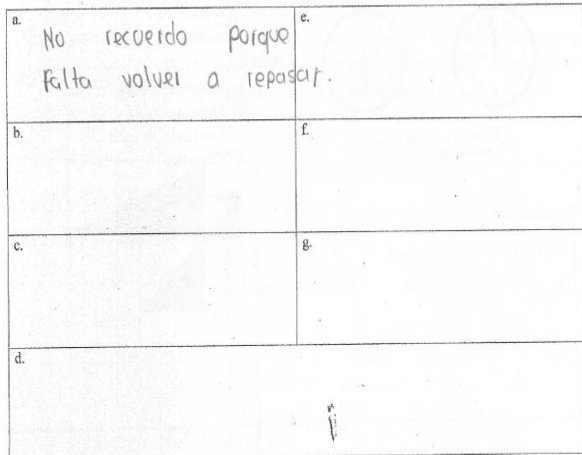 a.
No recuerdo porque
Falta volver a repasar.
e.
b.
f.
c.
g.
d.